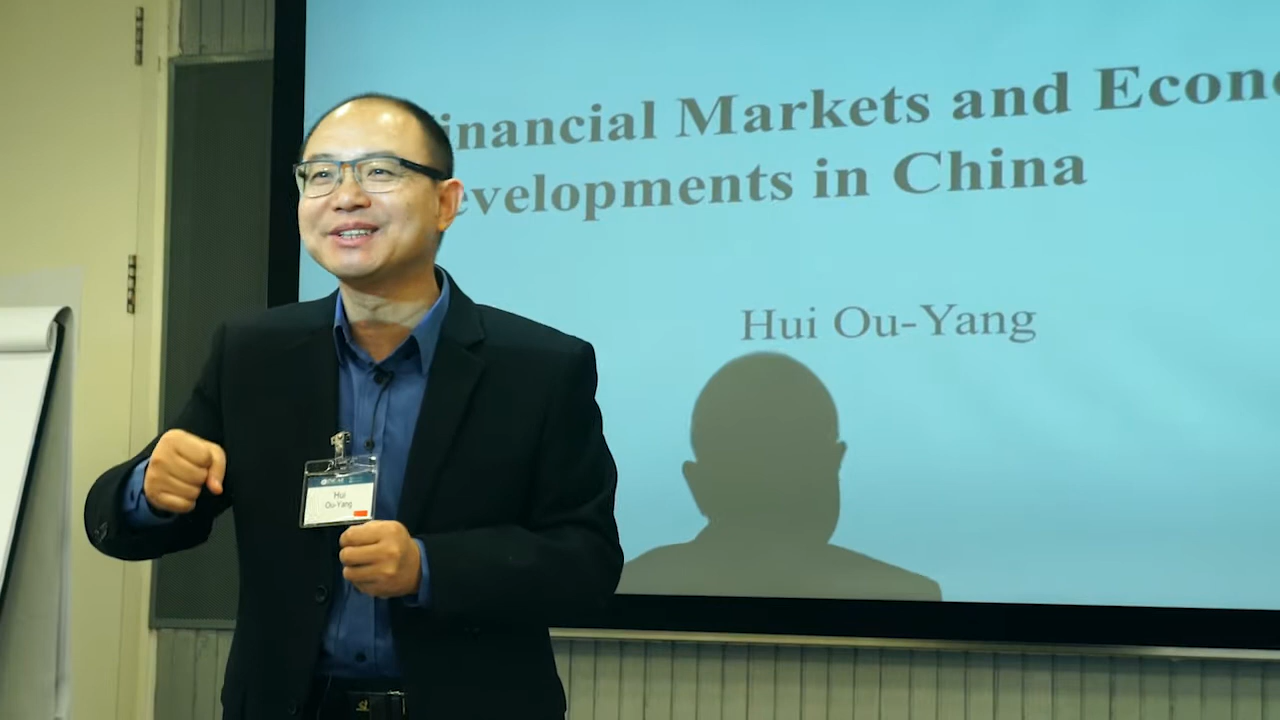 inancial Markets and Econo
evelopments in China
Hui Ou-Yang
Hui
Ou-Yang